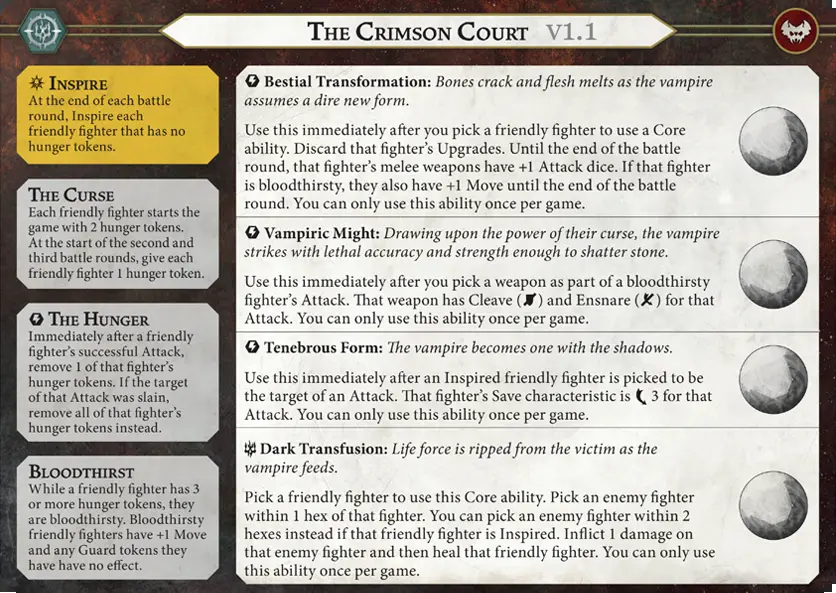 THE CRIMSON COURT V1.1
INSPIRE
At the end of each battle
round, Inspire each
friendly fighter that has no
hunger tokens.
THE CURSE
Each friendly fighter starts the
game with 2 hunger tokens.
At the start of the second and
third battle rounds, give each
friendly fighter 1 hunger token.
THE HUNGER
Immediately after a friendly
fighter's successful Attack,
remove 1 of that fighter's
hunger tokens. If the target
of that Attack was slain,
remove all of that fighter's
hunger tokens instead.
BLOODTHIRST
While a friendly fighter has 3
or more hunger tokens, they
are bloodthirsty. Bloodthirsty
friendly fighters have +1 Move
and any Guard tokens they
have have no effect.
Bestial Transformation: Bones crack and flesh melts as the vampire
assumes a dire new form.
Use this immediately after you pick a friendly fighter to use a Core
ability. Discard that fighter's Upgrades. Until the end of the battle
round, that fighter's melee weapons have +1 Attack dice. If that fighter
is bloodthirsty, they also have +1 Move until the end of the battle
round. You can only use this ability once per game.
Vampiric Might: Drawing upon the power of their curse, the vampire
strikes with lethal accuracy and strength enough to shatter stone.
Use this immediately after you pick a weapon as part of a bloodthirsty
fighter's Attack. That weapon has Cleave ( ) and Ensnare ( ) for that
Attack. You can only use this ability once per game.
Tenebrous Form: The vampire becomes one with the shadows.
Use this immediately after an Inspired friendly fighter is picked to be
the target of an Attack. That fighter's Save characteristic is 3 for that
Attack. You can only use this ability once per game.
Dark Transfusion: Life force is ripped from the victim as the
vampire feeds.
Pick a friendly fighter to use this Core ability. Pick an enemy fighter
within 1 hex of that fighter. You can pick an enemy fighter within 2
hexes instead if that fighter is Inspired. Inflict 1 damage on
that enemy fighter and then heal that friendly fighter. You can only use
this ability once per game.